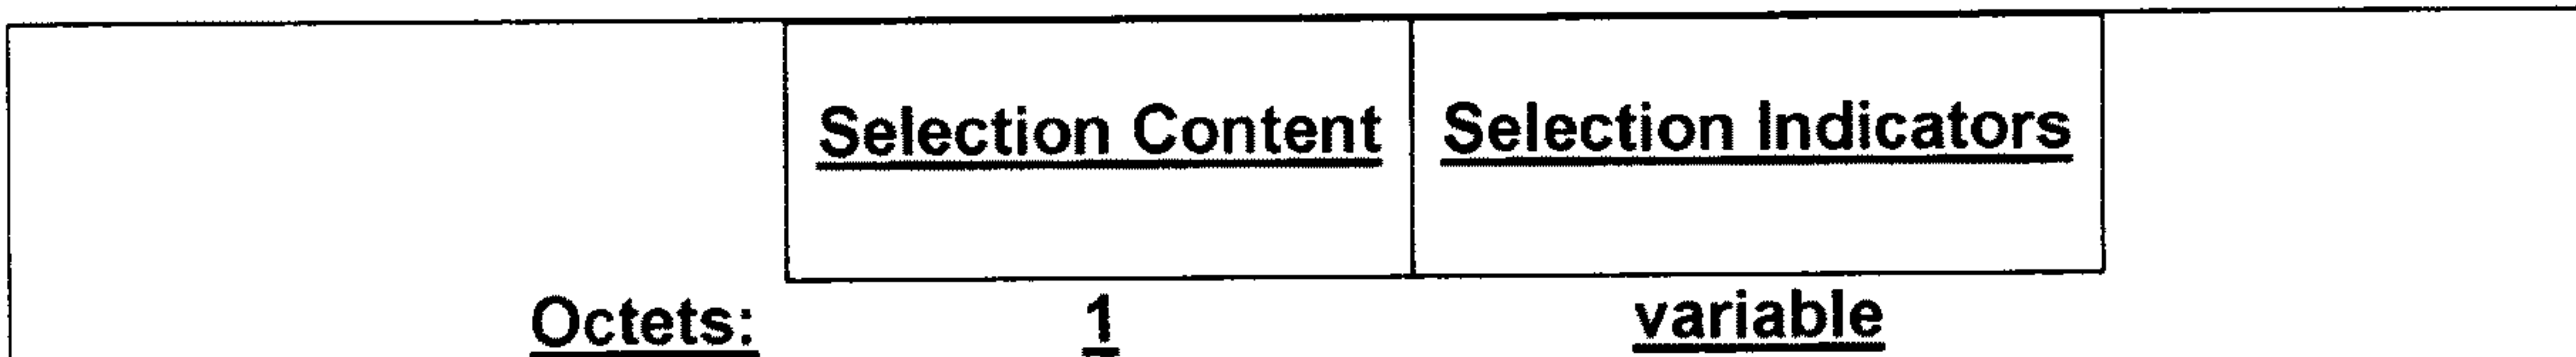 Selection Content Selection Indicators
Octets: 1 variable